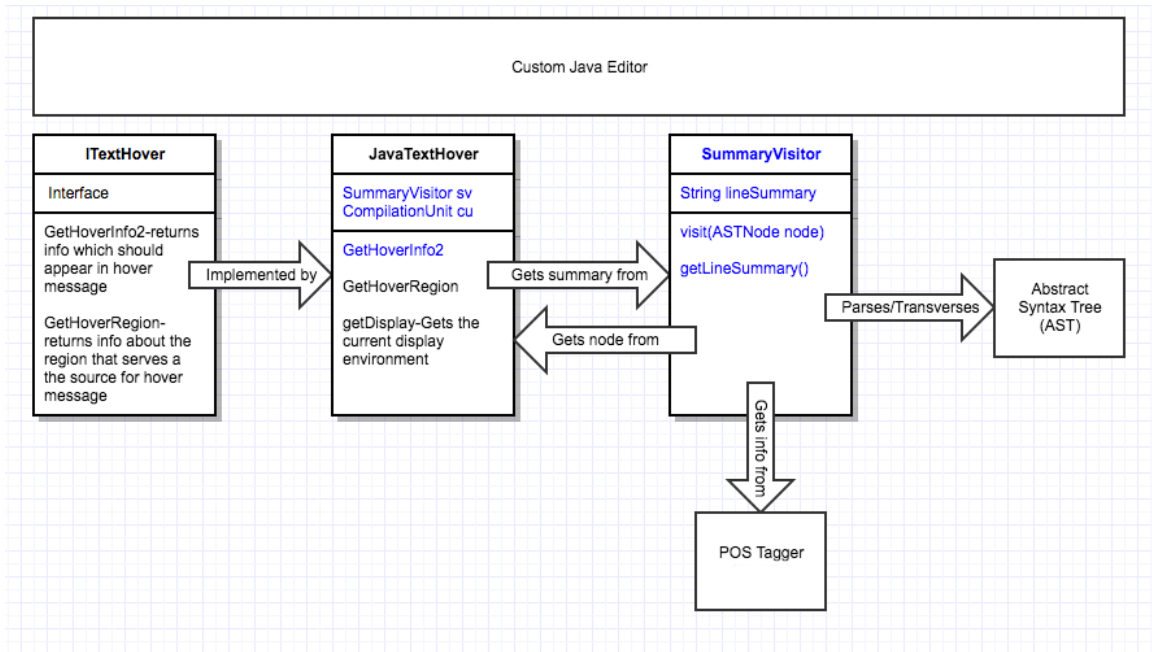 Custom Java Editor
ITextHover
Interface
GetHoverInfo2-returns
info which should
appear in hover
message
GetHoverRegion-
returns info about the
region that serves a
the source for hover
message
Implemented by
JavaTextHover
SummaryVisitor sv
CompilationUnit cu
GetHoverInfo2
GetHoverRegion
getDisplay-Gets the
current display
environment
Gets summary from
Gets node from
SummaryVisitor
String lineSummary
visit(ASTNode node)
getLineSummary()
Parses/Transverses
Abstract
Syntax Tree
(AST)
Gets info from
POS Tagger